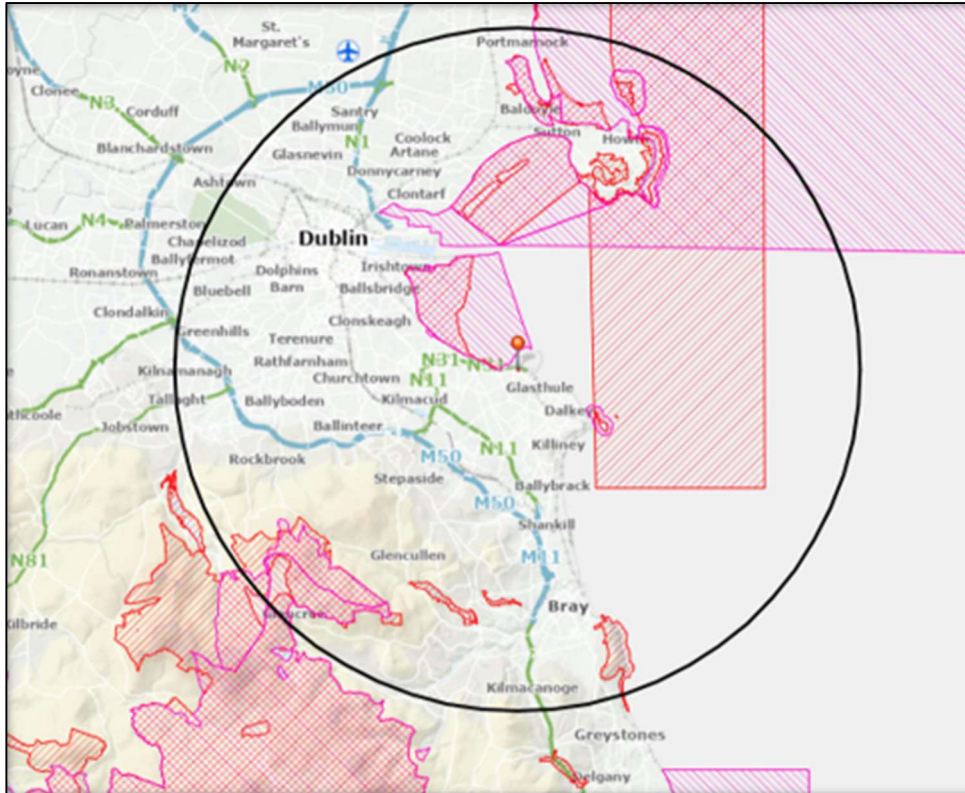 M2
St.
Margaret's
Portmarnock
oyne
N2
Clonee
M50
N3
Corduff
Santry
Baldoyle
Ballymun
Coolock
Sutton
Howth
N1
Artane
Blanchardstown
Glasnevin
Donnycarney
Ashtown
Clontarf
Lucan
N4
Palmerston
Dublin
Chapelizod
Ballyfermot
Irishtown
Ronanstown
Dolphins
Barn
Ballsbridge
Bluebell
Clondalkin
Clonskeagh
Greenhills
Terenure
N31
N31
Rathfarnham
Kilnamanagh
Churchtown
N11
Glasthule
Tallaght
Ballyboden
Kilmacud
Dalkey
thcoole
Jobstown
Ballinteer
N11
Killiney
Rockbrook
M50
Stepaside
Ballybrack
M50
Shankill
N81
Glencullen
M11
Bray
Kilbride
Kilmacanoge
Greystones
Delgany